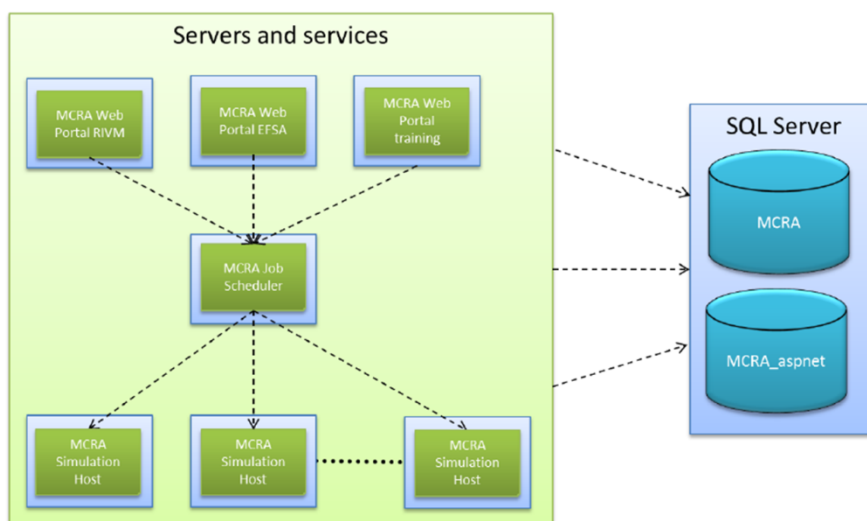 Servers and services
MCRA Web
Portal RIVM
MCRA Web
Portal EFSA
MCRA Web
Portal
training
MCRA Job
Scheduler
MCRA
Simulation
Host
MCRA
Simulation
Host
MCRA
Simulation
Host
SQL Server
MCRA
MCRA_aspnet